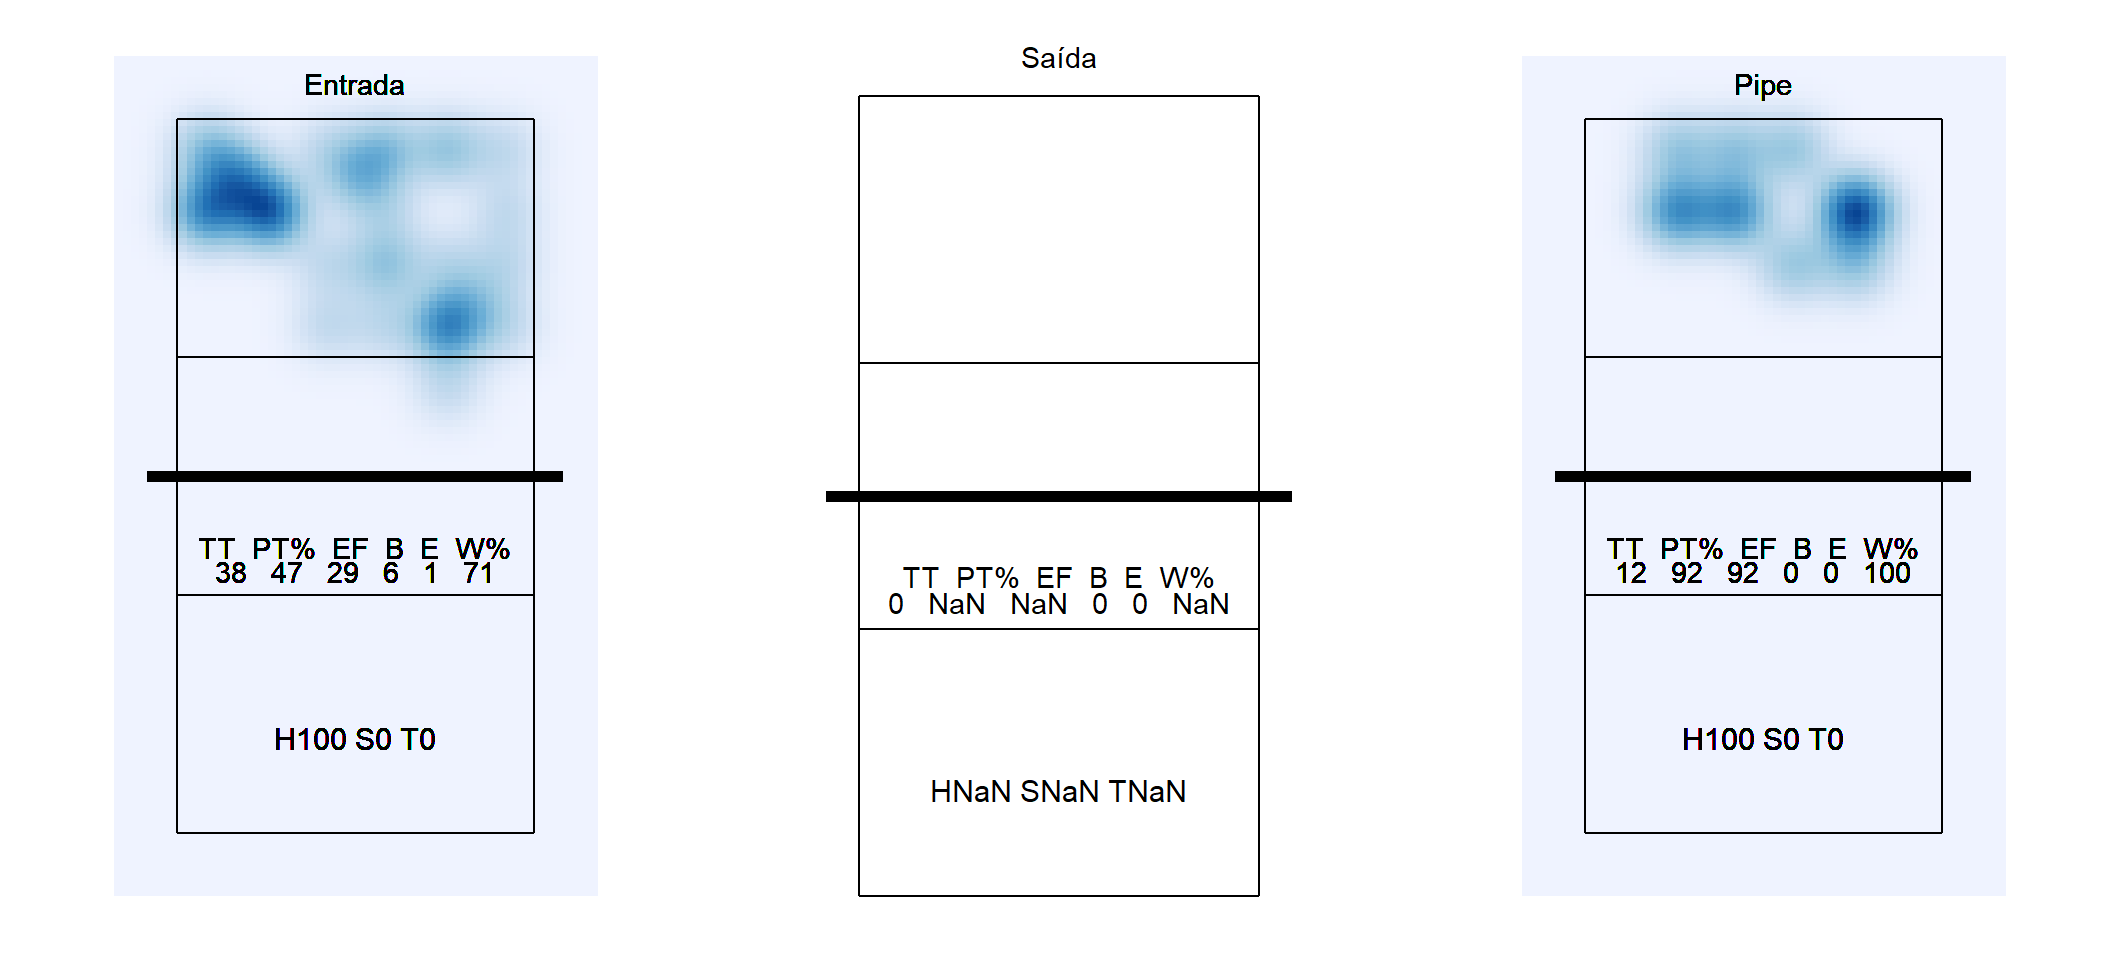 Entrada
TT PT% EF B E W%
38 47 29 6 1 71
H100 S0 T0
Saída
TT PT% EF B E W%
0 NaN NaN 0 0 NaN
HNaN SNaN TNaN
Pipe
TT PT% EF B E W%
12 92 92 0 0 100
H100 S0 T0